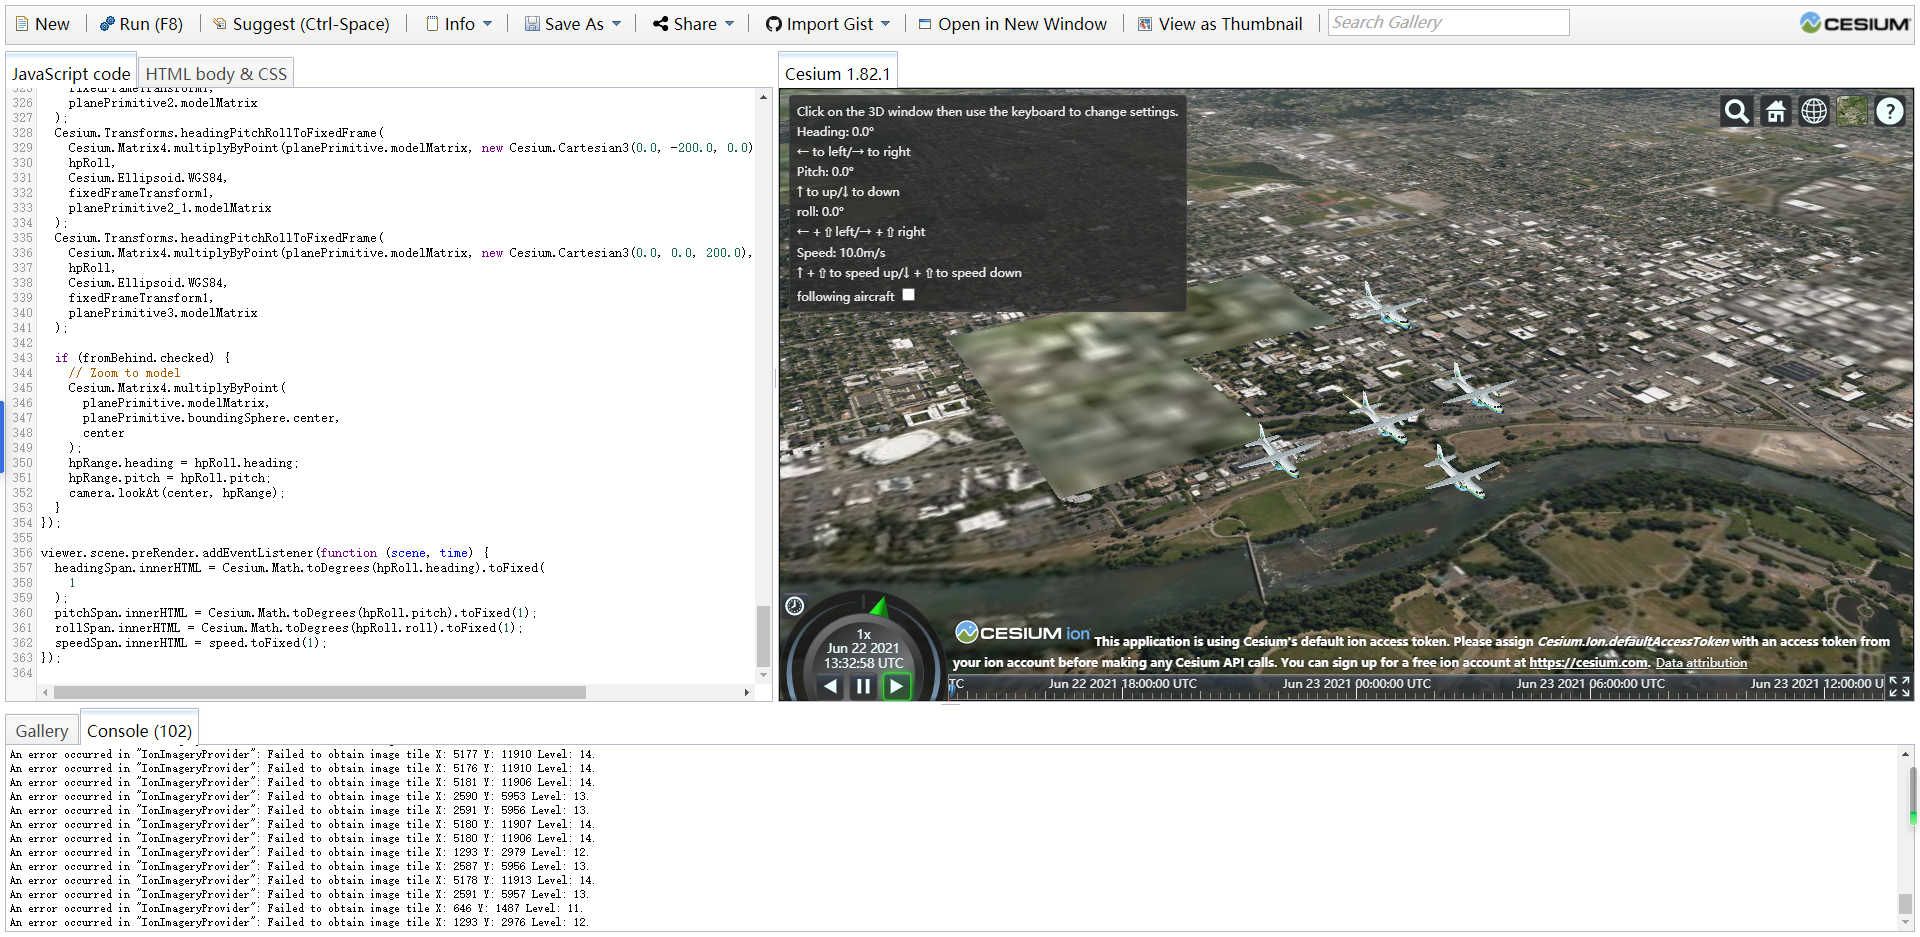 New
Run (F8)
Suggest (Ctrl-Space)
Info
Save As
Share
Import Gist
Open in New Window
View as Thumbnail
Search Gallery
CESIUM
JavaScript code
HTML body & CSS
325 fixedFrameTransform1,
326 planePrimitive2.modelMatrix
327 );
328 Cesium.Transforms.headingPitchRollToFixedFrame(
329 Cesium.Matrix4.multiplyByPoint(planePrimitive.modelMatrix, new Cesium.Cartesian3(0.0, -200.0, 0.0)
330 hpRoll,
331 Cesium.Ellipsoid.WGS84,
332 fixedFrameTransform1,
333 planePrimitive2_1.modelMatrix
334 );
335 Cesium.Transforms.headingPitchRollToFixedFrame(
336 Cesium.Matrix4.multiplyByPoint(planePrimitive.modelMatrix, new Cesium.Cartesian3(0.0, 0.0, 200.0),
337 hpRoll,
338 Cesium.Ellipsoid.WGS84,
339 fixedFrameTransform1,
340 planePrimitive3.modelMatrix
341 );
342
343 if (fromBehind.checked) {
344 // Zoom to model
345 Cesium.Matrix4.multiplyByPoint(
346 planePrimitive.modelMatrix,
347 planePrimitive.boundingSphere.center,
348 center
349 );
350 hpRange.heading = hpRoll.heading;
351 hpRange.pitch = hpRoll.pitch;
352 camera.lookAt(center, hpRange);
353 }
354 });
355
356 viewer.scene.preRender.addEventListener(function (scene, time) {
357 headingSpan.innerHTML = Cesium.Math.toDegrees(hpRoll.heading).toFixed(
358 1
359 );
360 pitchSpan.innerHTML = Cesium.Math.toDegrees(hpRoll.pitch).toFixed(1);
361 rollSpan.innerHTML = Cesium.Math.toDegrees(hpRoll.roll).toFixed(1);
362 speedSpan.innerHTML = speed.toFixed(1);
363 });
364
Cesium 1.82.1
Click on the 3D window then use the keyboard to change settings.
Heading: 0.0°
← to left/→ to right
Pitch: 0.0°
↑ to up/↓ to down
roll: 0.0°
← + ⇧ left/→ + ⇧ right
Speed: 10.0m/s
↑ + ⇧ to speed up/↓ + ⇧ to speed down
following aircraft
?
1x
Jun 22 2021
13:32:58 UTC
CESIUM ion This application is using Cesium's default ion access token. Please assign Cesium.Ion.defaultAccessToken with an access token from
your ion account before making any Cesium API calls. You can sign up for a free ion account at https://cesium.com. Data attribution
TC
Jun 22 2021 18:00:00 UTC
Jun 23 2021 00:00:00 UTC
Jun 23 2021 06:00:00 UTC
Jun 23 2021 12:00:00 U
Gallery
Console (102)
An error occurred in "IonImageryProvider": Failed to obtain image tile X: 5177 Y: 11910 Level: 14.
An error occurred in "IonImageryProvider": Failed to obtain image tile X: 5176 Y: 11910 Level: 14.
An error occurred in "IonImageryProvider": Failed to obtain image tile X: 5181 Y: 11906 Level: 14.
An error occurred in "IonImageryProvider": Failed to obtain image tile X: 2590 Y: 5953 Level: 13.
An error occurred in "IonImageryProvider": Failed to obtain image tile X: 2591 Y: 5956 Level: 13.
An error occurred in "IonImageryProvider": Failed to obtain image tile X: 5180 Y: 11907 Level: 14.
An error occurred in "IonImageryProvider": Failed to obtain image tile X: 5180 Y: 11906 Level: 14.
An error occurred in "IonImageryProvider": Failed to obtain image tile X: 1293 Y: 2979 Level: 12.
An error occurred in "IonImageryProvider": Failed to obtain image tile X: 2587 Y: 5956 Level: 13.
An error occurred in "IonImageryProvider": Failed to obtain image tile X: 5178 Y: 11913 Level: 14.
An error occurred in "IonImageryProvider": Failed to obtain image tile X: 2591 Y: 5957 Level: 13.
An error occurred in "IonImageryProvider": Failed to obtain image tile X: 646 Y: 1487 Level: 11.
An error occurred in "IonImageryProvider": Failed to obtain image tile X: 1293 Y: 2976 Level: 12.